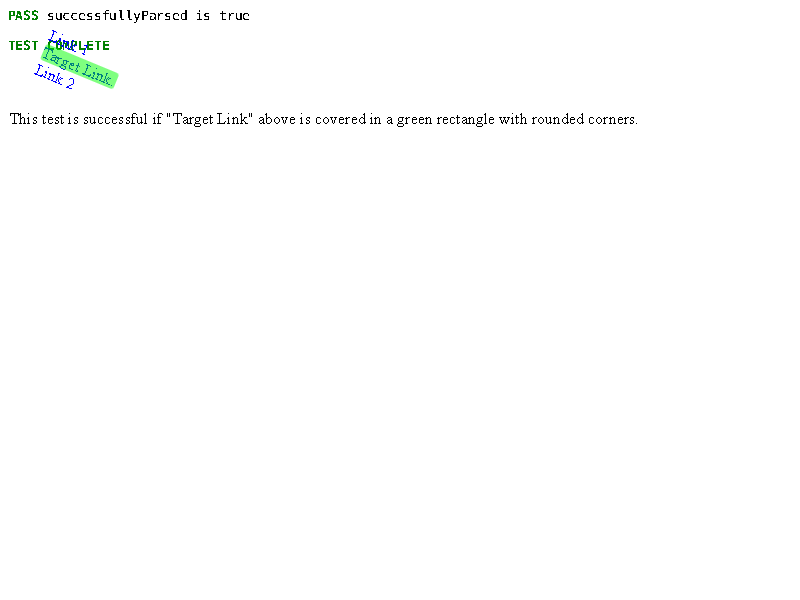 PASS successfullyParsed is true
TEST COMPLETE
Link 1
Target Link
Link 2
This test is successful if "Target Link" above is covered in a green rectangle with rounded corners.